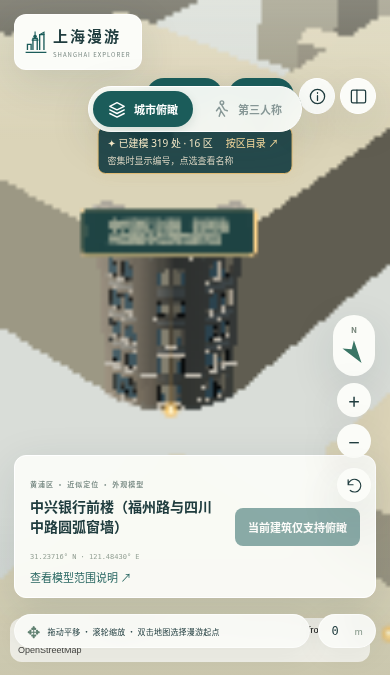 上海漫游
SHANGHAI EXPLORER
城市俯瞰
第三人称
✦ 已建模 319 处 · 16 区 按区目录 ↗
密集时显示编号，点选查看名称
N
+
−
黄浦区 · 近似定位 · 外观模型
中兴银行前楼（福州路与四川
中路圆弧窗墙）
当前建筑仅支持俯瞰
31.23716° N · 121.48430° E
查看模型范围说明 ↗
拖动平移 · 滚轮缩放 · 双击地图选择漫游起点
0 m
OpenStreetMap